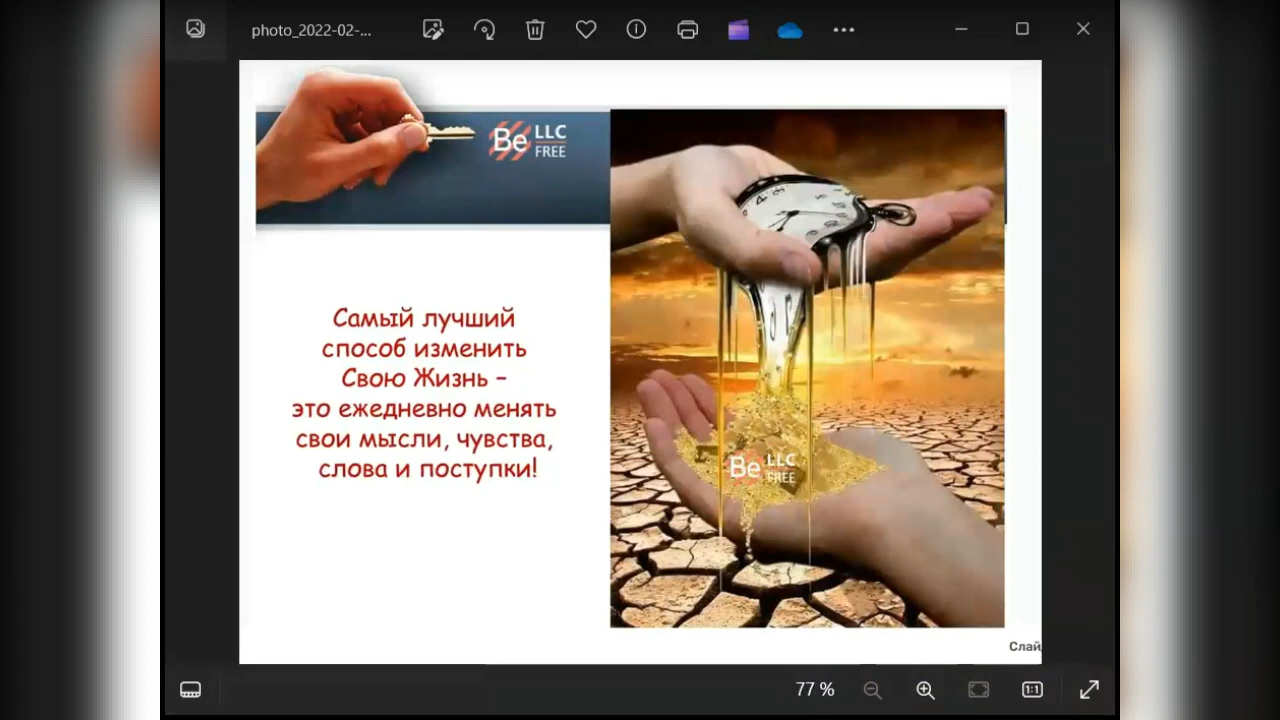 photo_2022-02-...
Be LLC
FREE
Самый лучший
способ изменить
Свою Жизнь –
это ежедневно менять
свои мысли, чувства,
слова и поступки!
4
Be LLC
FREE
Слай
77 %
1:1